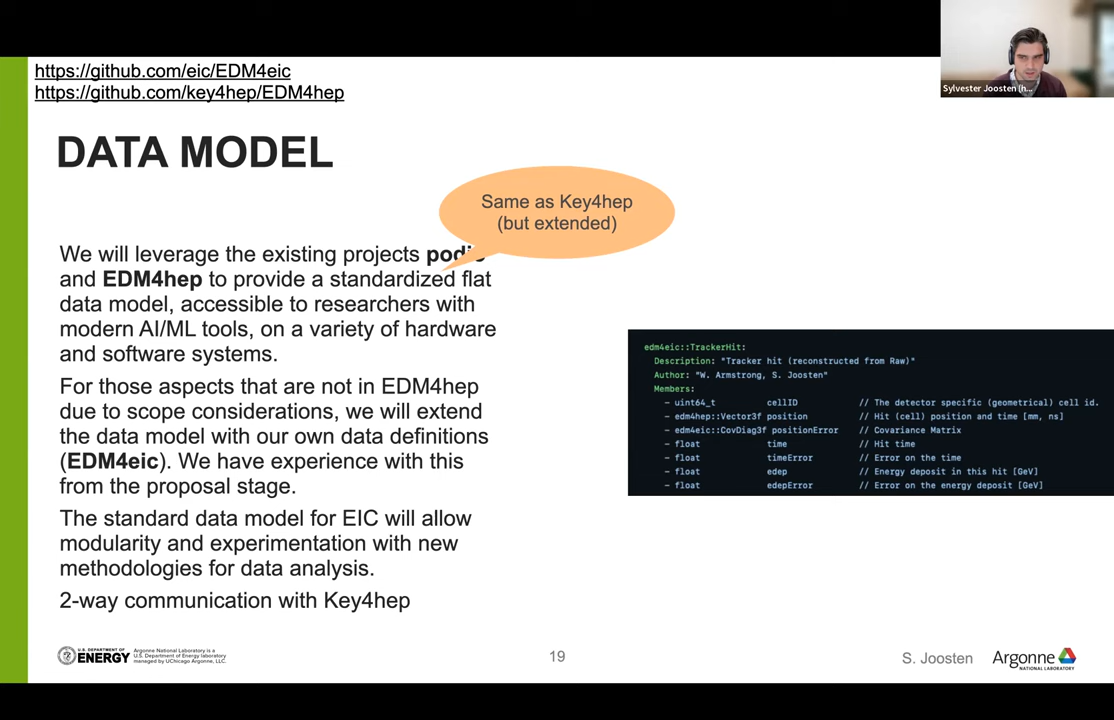 https://github.com/eic/EDM4eic
https://github.com/key4hep/EDM4hep
Sylvester Joosten (h...
DATA MODEL
Same as Key4hep
(but extended)
We will leverage the existing projects
and EDM4hep to provide a standardized flat
data model, accessible to researchers with
modern AI/ML tools, on a variety of hardware
and software systems.
For those aspects that are not in EDM4hep
due to scope considerations, we will extend
the data model with our own data definitions
(EDM4eic). We have experience with this
from the proposal stage.
The standard data model for EIC will allow
modularity and experimentation with new
methodologies for data analysis.
2-way communication with Key4hep
edm4eic::TrackerHit:
Description: "Tracker hit (reconstructed from Raw)"
Author: "W. Armstrong, S. Joosten"
Members:
- uint64_t cellID // The detector specific (geometrical) cell id.
- edm4hep::Vector3f position // Hit (cell) position and time [mm, ns]
- edm4eic::CovDiag3f positionError // Covariance Matrix
- float time // Hit time
- float timeError // Error on the time
- float edep // Energy deposit in this hit [GeV]
- float edepError // Error on the energy deposit [GeV]
U.S. DEPARTMENT OF
ENERGY
Argonne National Laboratory is a
U.S. Department of Energy laboratory
managed by UChicago Argonne, LLC.
19
S. Joosten
Argonne
NATIONAL LABORATORY